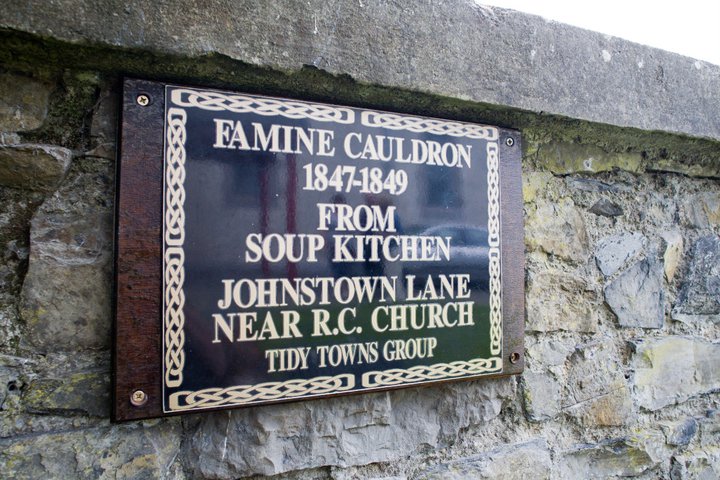 FAMINE CAULDRON
1847-1849
FROM
SOUP KITCHEN
JOHNSTOWN LANE
NEAR R.C. CHURCH
TIDY TOWNS GROUP